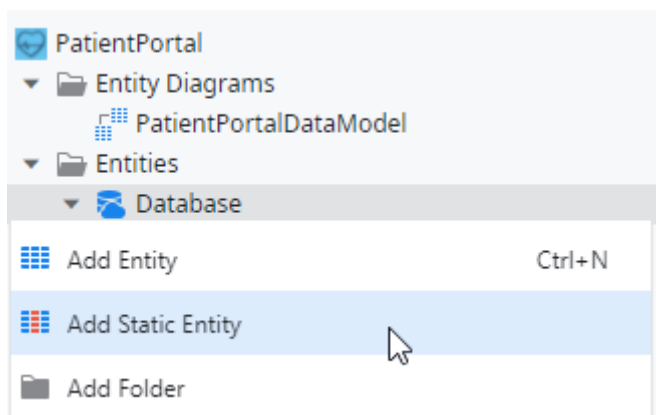 PatientPortal
Entity Diagrams
PatientPortalDataModel
Entities
Database
Add Entity Ctrl+N
Add Static Entity
Add Folder